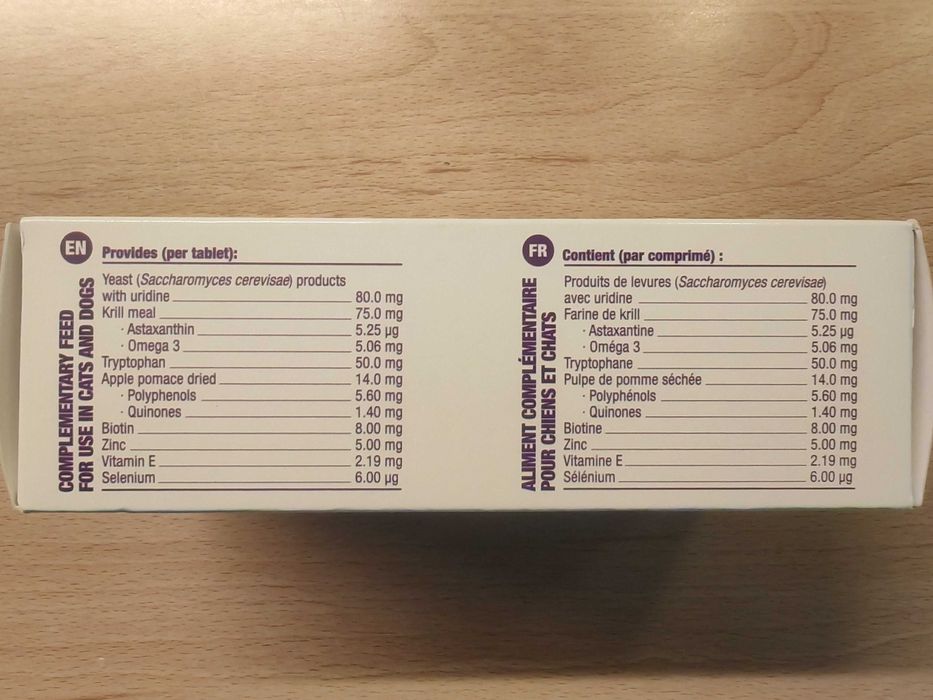 EN Provides (per tablet):
COMPLEMENTARY FEED
FOR USE IN CATS AND DOGS
Yeast (Saccharomyces cerevisae) products
with uridine 80.0 mg
Krill meal 75.0 mg
· Astaxanthin 5.25 µg
· Omega 3 5.06 mg
Tryptophan 50.0 mg
Apple pomace dried 14.0 mg
· Polyphenols 5.60 mg
· Quinones 1.40 mg
Biotin 8.00 mg
Zinc 5.00 mg
Vitamin E 2.19 mg
Selenium 6.00 µg
FR Contient (par comprimé) :
ALIMENT COMPLÉMENTAIRE
POUR CHIENS ET CHATS
Produits de levures (Saccharomyces cerevisae)
avec uridine 80.0 mg
Farine de krill 75.0 mg
· Astaxantine 5.25 µg
· Oméga 3 5.06 mg
Tryptophane 50.0 mg
Pulpe de pomme séchée 14.0 mg
· Polyphénols 5.60 mg
· Quinones 1.40 mg
Biotine 8.00 mg
Zinc 5.00 mg
Vitamine E 2.19 mg
Sélénium 6.00 µg